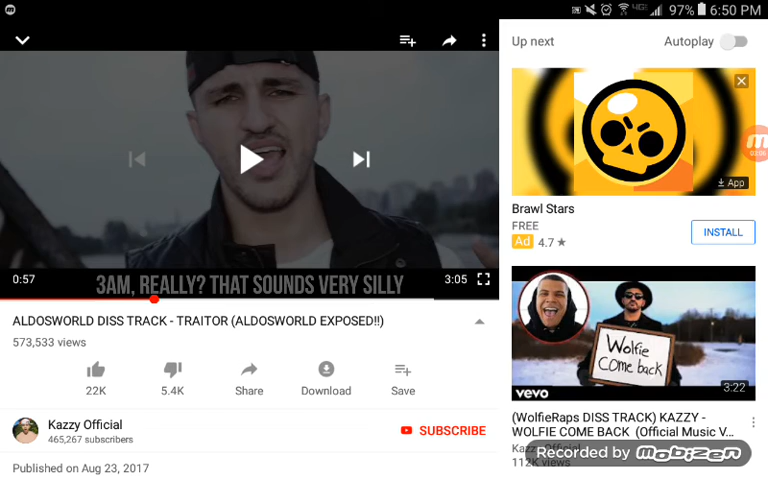 4G
97%
6:50 PM
Up next
Autoplay
App
Brawl Stars
FREE
Ad 4.7 ★
INSTALL
0:57
3AM, REALLY? THAT SOUNDS VERY SILLY
3:05
ALDOSWORLD DISS TRACK - TRAITOR (ALDOSWORLD EXPOSED!!)
573,533 views
22K
5.4K
Share
Download
Save
Kazzy Official
465,267 subscribers
SUBSCRIBE
Published on Aug 23, 2017
Wolfie
Come back
vevo
3:22
(WolfieRaps DISS TRACK) KAZZY -
WOLFIE COME BACK (Official Music V...
Kazzy Official
112K views
Recorded by mobizen